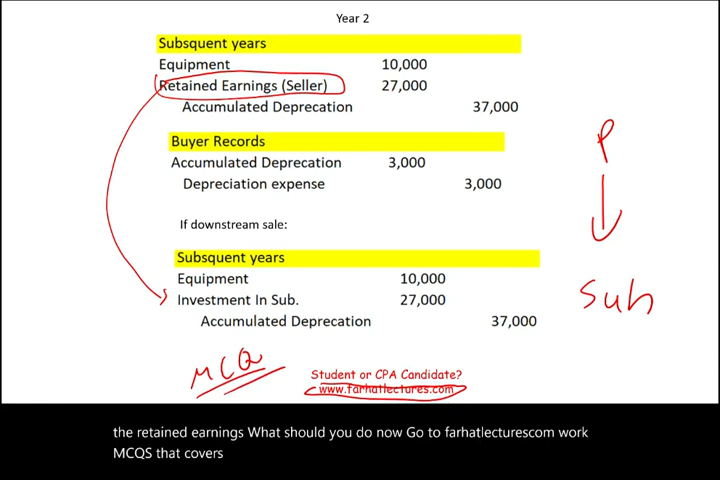 Year 2
Subsquent years
Equipment 10,000
Retained Earnings (Seller) 27,000
Accumulated Deprecation 37,000
Buyer Records
Accumulated Deprecation 3,000
Depreciation expense 3,000
If downstream sale:
Subsquent years
Equipment 10,000
Investment In Sub. 27,000
Accumulated Depradation 37,000
P
Sub
MCQ
Student or CPA Candidate?
www.farhatlectures.com
the retained earnings What should you do now Go to farhatlecturescom work
MCQS that covers